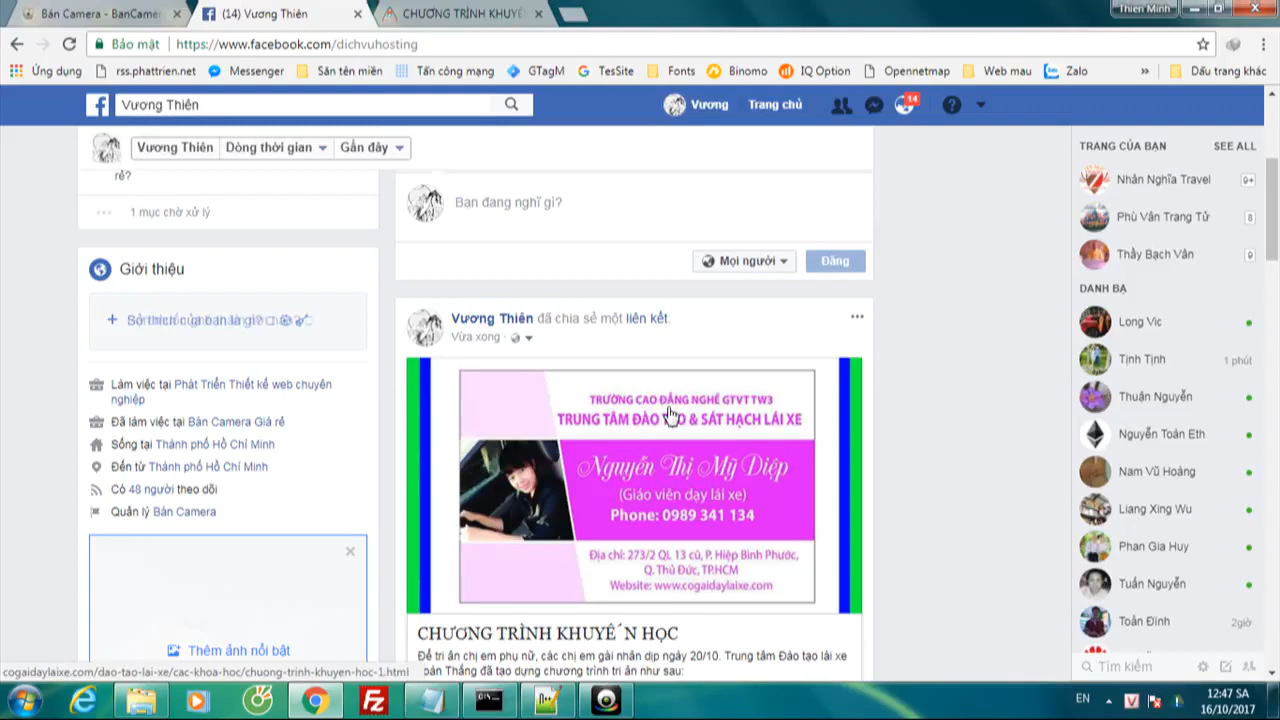 Bán Camera - BanCamer
(14) Vương Thiên
CHƯƠNG TRÌNH KHUYẾ
Thien Minh
Bảo mật
https://www.facebook.com/dichvuhosting
Ứng dụng
rss.phattrien.net
Messenger
Săn tên miền
Tấn công mạng
GTagM
TesSite
Fonts
Binomo
IQ Option
Opennetmap
Web mau
Zalo
»
Dấu trang khác
Vương Thiên
Vương
Trang chủ
14
Vương Thiên
Dòng thời gian
Gần đây
rẻ?
1 mục chờ xử lý
Giới thiệu
Làm việc tại Phát Triển Thiết kế web chuyên
nghiệp
Đã làm việc tại Bán Camera Giá rẻ
Sống tại Thành phố Hồ Chí Minh
Đến từ Thành phố Hồ Chí Minh
Có 48 người theo dõi
Quản lý Bán Camera
Thêm ảnh nổi bật
Bạn đang nghĩ gì?
Mọi người
Đăng
Vương Thiên đã chia sẻ một liên kết.
Vừa xong
TRƯỜNG CAO ĐẲNG NGHỀ GTVT TW3
TRUNG TÂM ĐÀO TẠO & SÁT HẠCH LÁI XE
Nguyễn Thị Mỹ Diệp
(Giáo viên dạy lái xe)
Phone: 0989 341 134
Địa chỉ: 273/2 QL 13 cũ, P. Hiệp Bình Phước,
Q. Thủ Đức, TP.HCM
Website: www.cogaidaylaixe.com
CHƯƠNG TRÌNH KHUYẾN HỌC
Để tri ân chị em phụ nữ, các chị em gái nhân dịp ngày 20/10. Trung tâm Đào tạo lái xe
oán Thắng đã tạo dựng chương trình tri ân như sau:
TRANG CỦA BẠN
SEE ALL
Nhân Nghĩa Travel
9+
Phù Vân Trang Tử
8
Thầy Bạch Vân
9
DANH BẠ
Long Vic
Tịnh Tịnh
1 phút
Thuận Nguyễn
Nguyễn Toàn Eth
Nam Vũ Hoàng
Liang Xing Wu
Phan Gia Huy
Tuấn Nguyễn
Toàn Đinh
2giờ
Tìm kiếm
cogaidaylaixe.com/dao-tao-lai-xe/cac-khoa-hoc/chuong-trinh-khuyen-hoc-1.html
EN
12:47 SA
16/10/2017